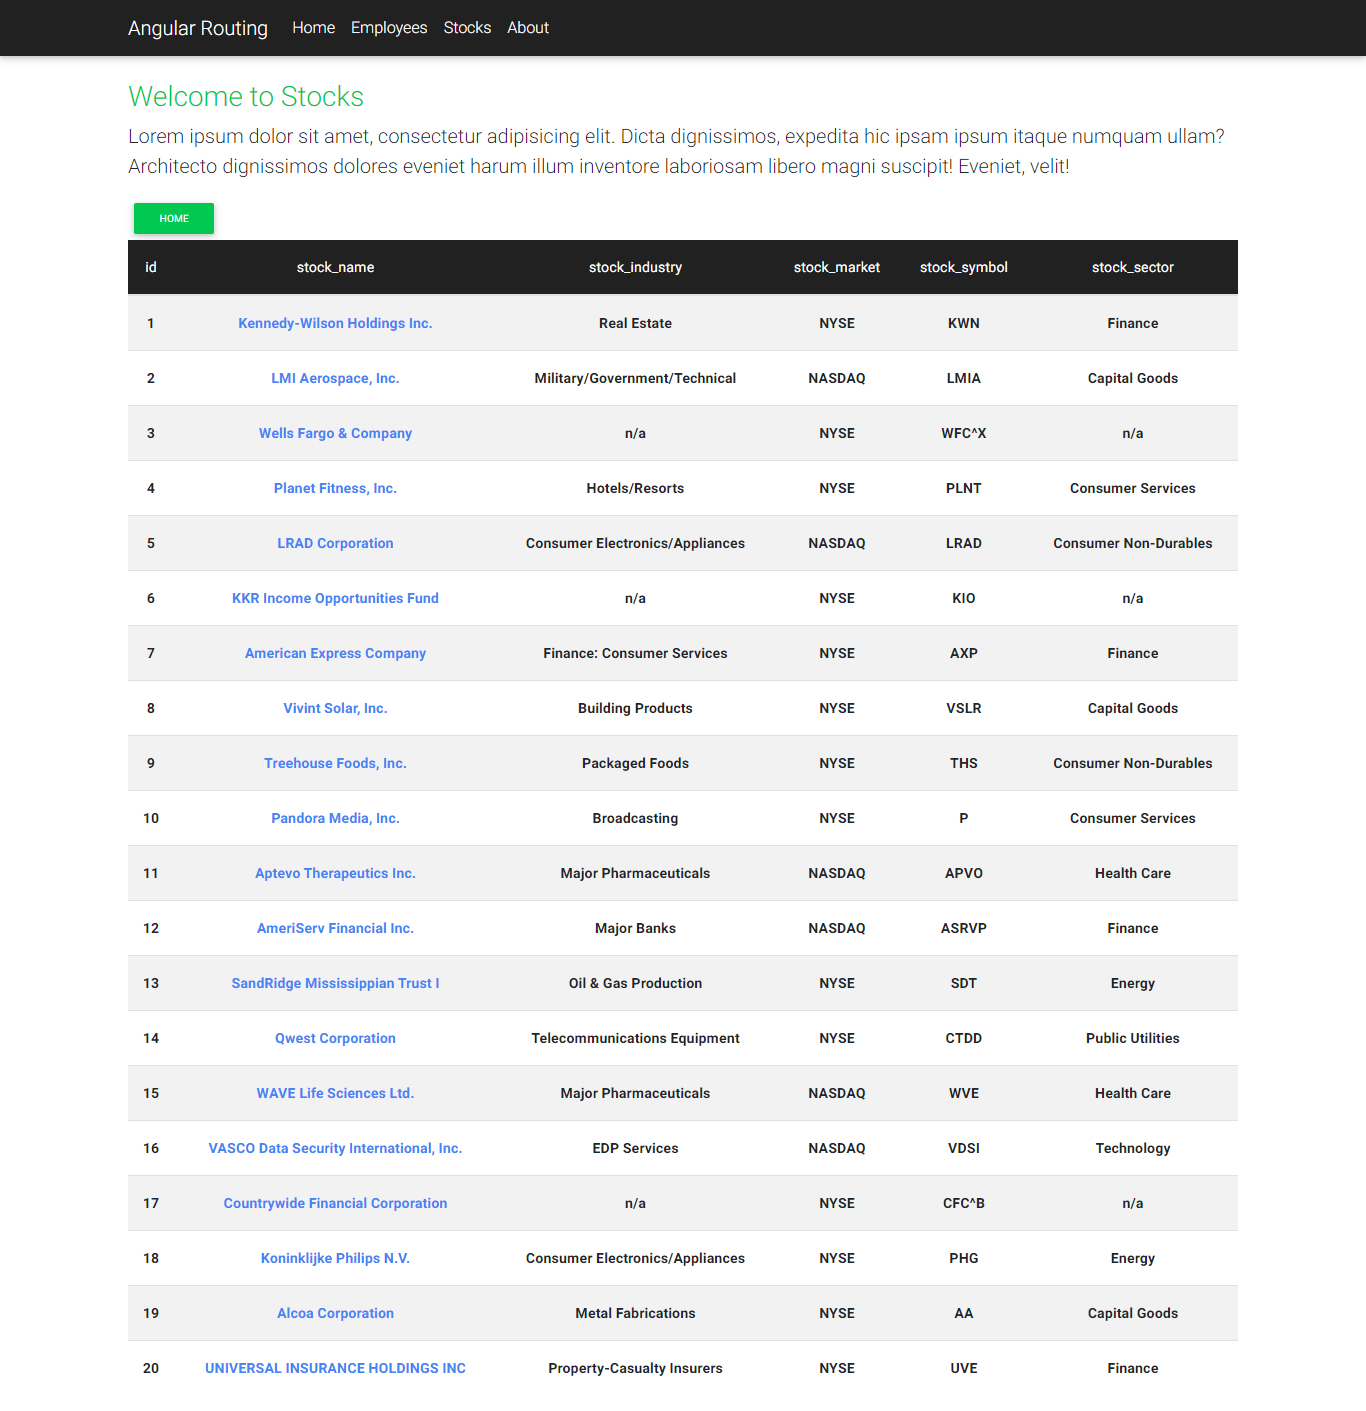 Angular Routing Home Employees Stocks About
Welcome to Stocks
Lorem ipsum dolor sit amet, consectetur adipisicing elit. Dicta dignissimos, expedita hic ipsam ipsum itaque numquam ullam?
Architecto dignissimos dolores eveniet harum illum inventore laboriosam libero magni suscipit! Eveniet, velit!
HOME
id stock_name stock_industry stock_market stock_symbol stock_sector
1 Kennedy-Wilson Holdings Inc. Real Estate NYSE KWN Finance
2 LMI Aerospace, Inc. Military/Government/Technical NASDAQ LMIA Capital Goods
3 Wells Fargo & Company n/a NYSE WFC^X n/a
4 Planet Fitness, Inc. Hotels/Resorts NYSE PLNT Consumer Services
5 LRAD Corporation Consumer Electronics/Appliances NASDAQ LRAD Consumer Non-Durables
6 KKR Income Opportunities Fund n/a NYSE KIO n/a
7 American Express Company Finance: Consumer Services NYSE AXP Finance
8 Vivint Solar, Inc. Building Products NYSE VSLR Capital Goods
9 Treehouse Foods, Inc. Packaged Foods NYSE THS Consumer Non-Durables
10 Pandora Media, Inc. Broadcasting NYSE P Consumer Services
11 Aptevo Therapeutics Inc. Major Pharmaceuticals NASDAQ APVO Health Care
12 AmeriServ Financial Inc. Major Banks NASDAQ ASRVP Finance
13 SandRidge Mississippian Trust I Oil & Gas Production NYSE SDT Energy
14 Qwest Corporation Telecommunications Equipment NYSE CTDD Public Utilities
15 WAVE Life Sciences Ltd. Major Pharmaceuticals NASDAQ WVE Health Care
16 VASCO Data Security International, Inc. EDP Services NASDAQ VDSI Technology
17 Countrywide Financial Corporation n/a NYSE CFC^B n/a
18 Koninklijke Philips N.V. Consumer Electronics/Appliances NYSE PHG Energy
19 Alcoa Corporation Metal Fabrications NYSE AA Capital Goods
20 UNIVERSAL INSURANCE HOLDINGS INC Property-Casualty Insurers NYSE UVE Finance